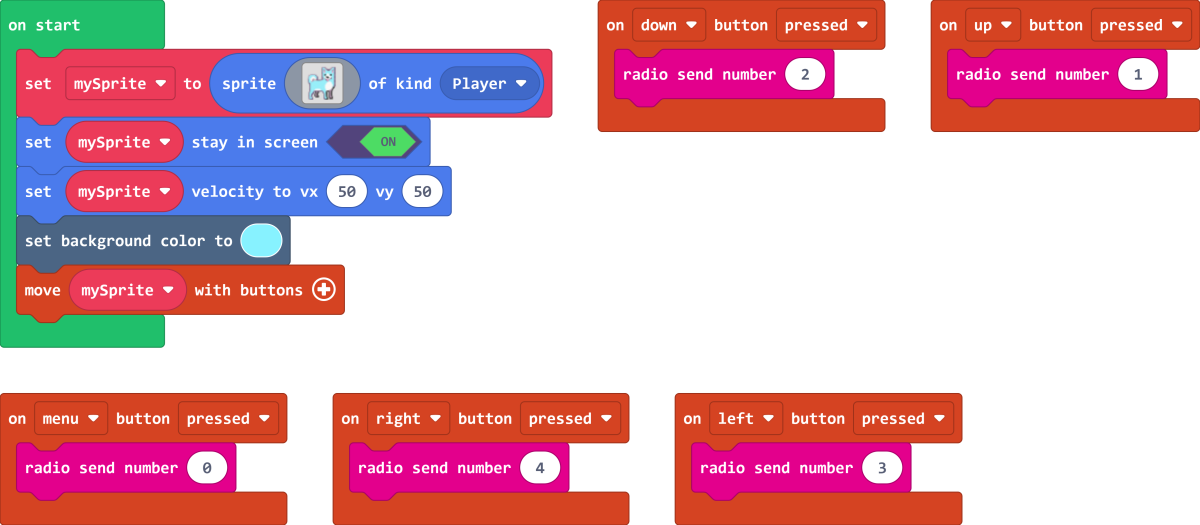 on start
set mySprite to sprite of kind Player
set mySprite stay in screen ON
set mySprite velocity to vx 50 vy 50
set background color to
move mySprite with buttons
on down button pressed
radio send number 2
on up button pressed
radio send number 1
on menu button pressed
radio send number 0
on right button pressed
radio send number 4
on left button pressed
radio send number 3